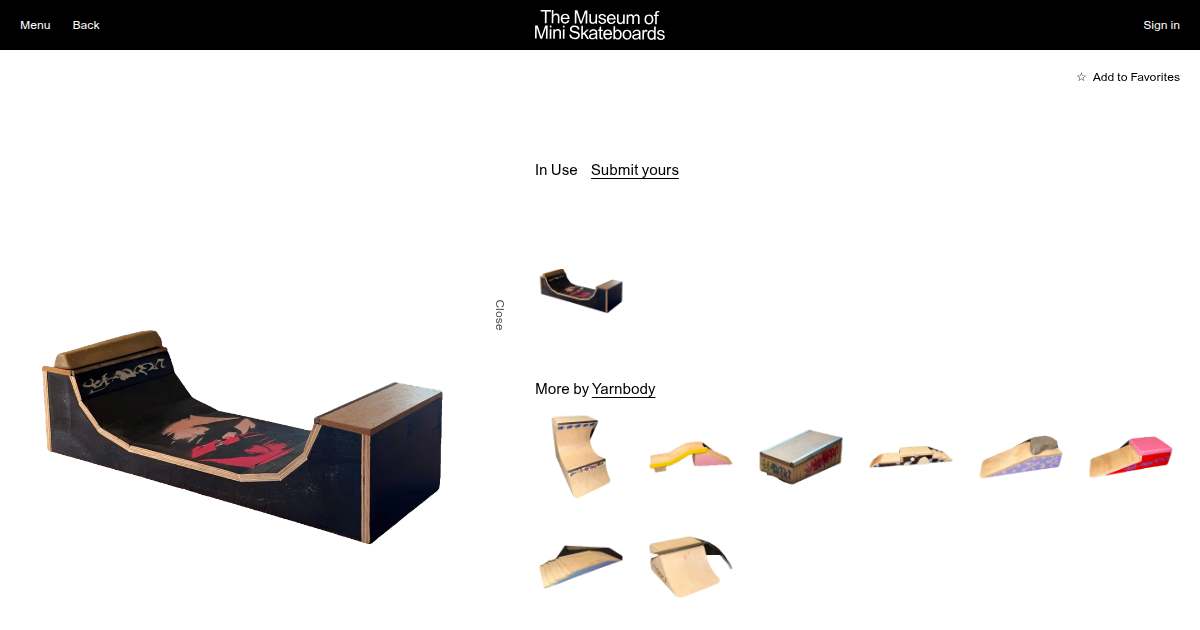 Menu
Back
The Museum of
Mini Skateboards
Sign in
☆ Add to Favorites
In Use Submit yours
Close
More by Yarnbody